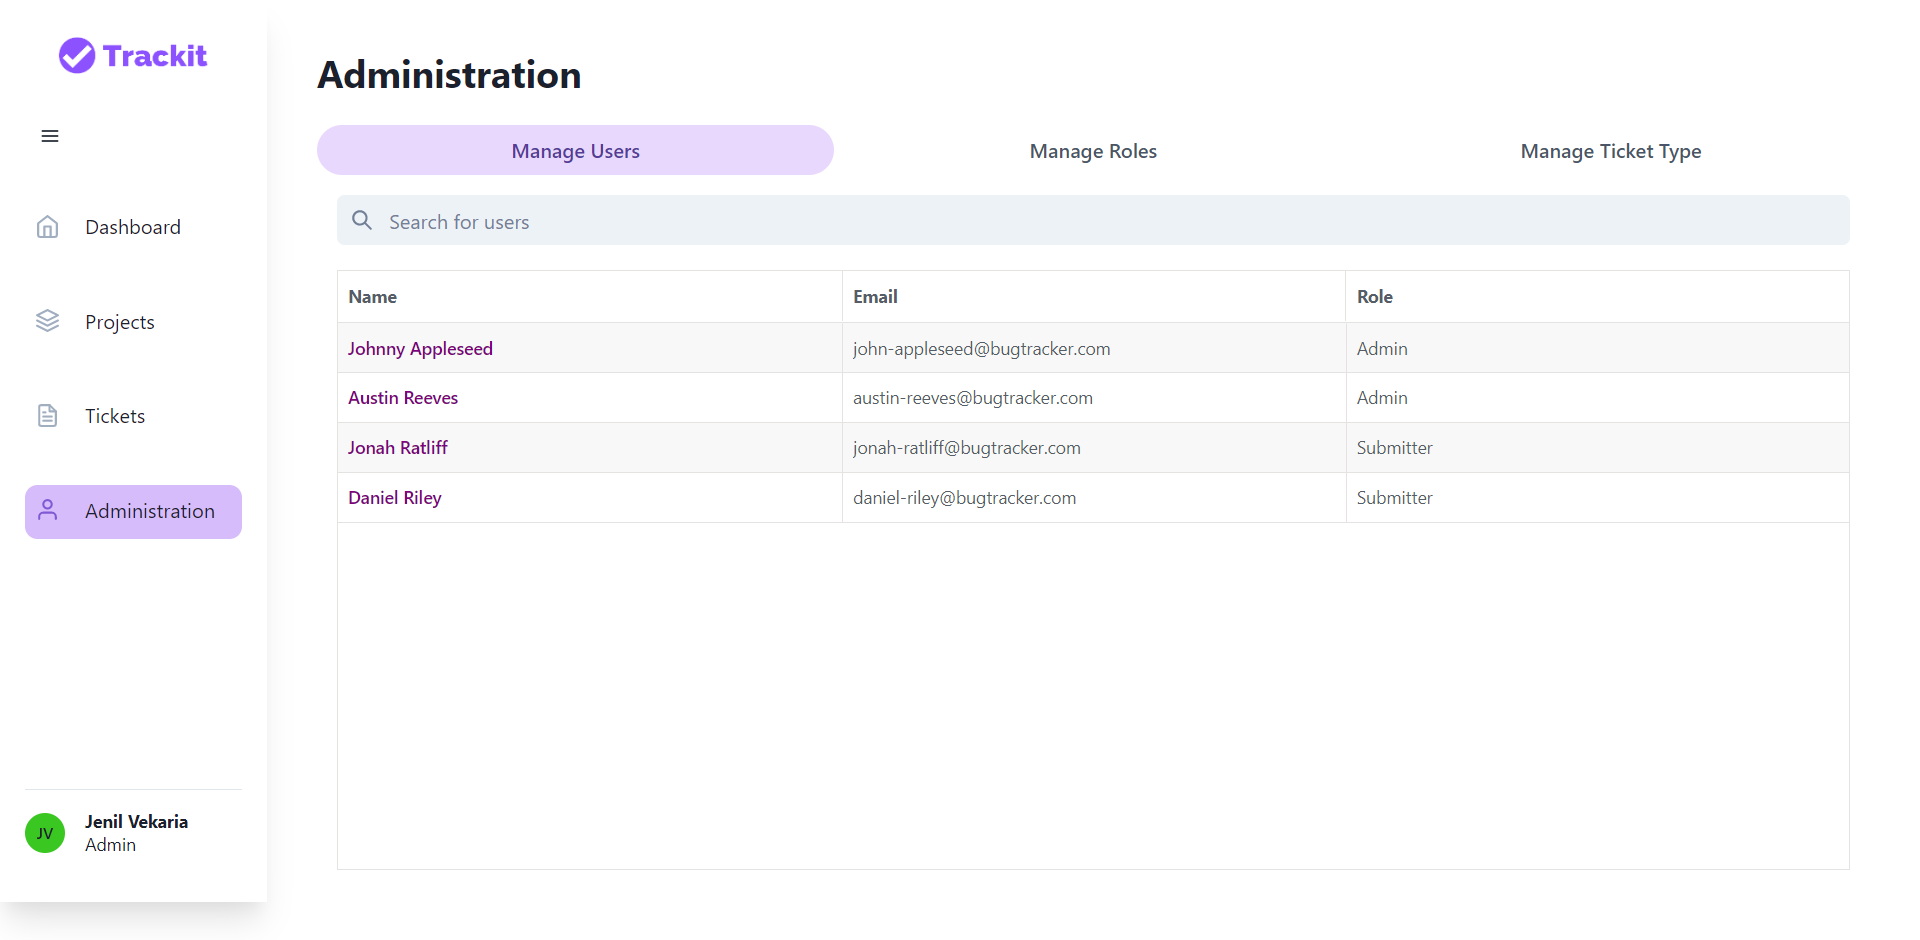 Trackit
Dashboard
Projects
Tickets
Administration
JV
Jenil Vekaria
Admin
Administration
Manage Users Manage Roles Manage Ticket Type
Search for users
Name Email Role
Johnny Appleseed john-appleseed@bugtracker.com Admin
Austin Reeves austin-reeves@bugtracker.com Admin
Jonah Ratliff jonah-ratliff@bugtracker.com Submitter
Daniel Riley daniel-riley@bugtracker.com Submitter